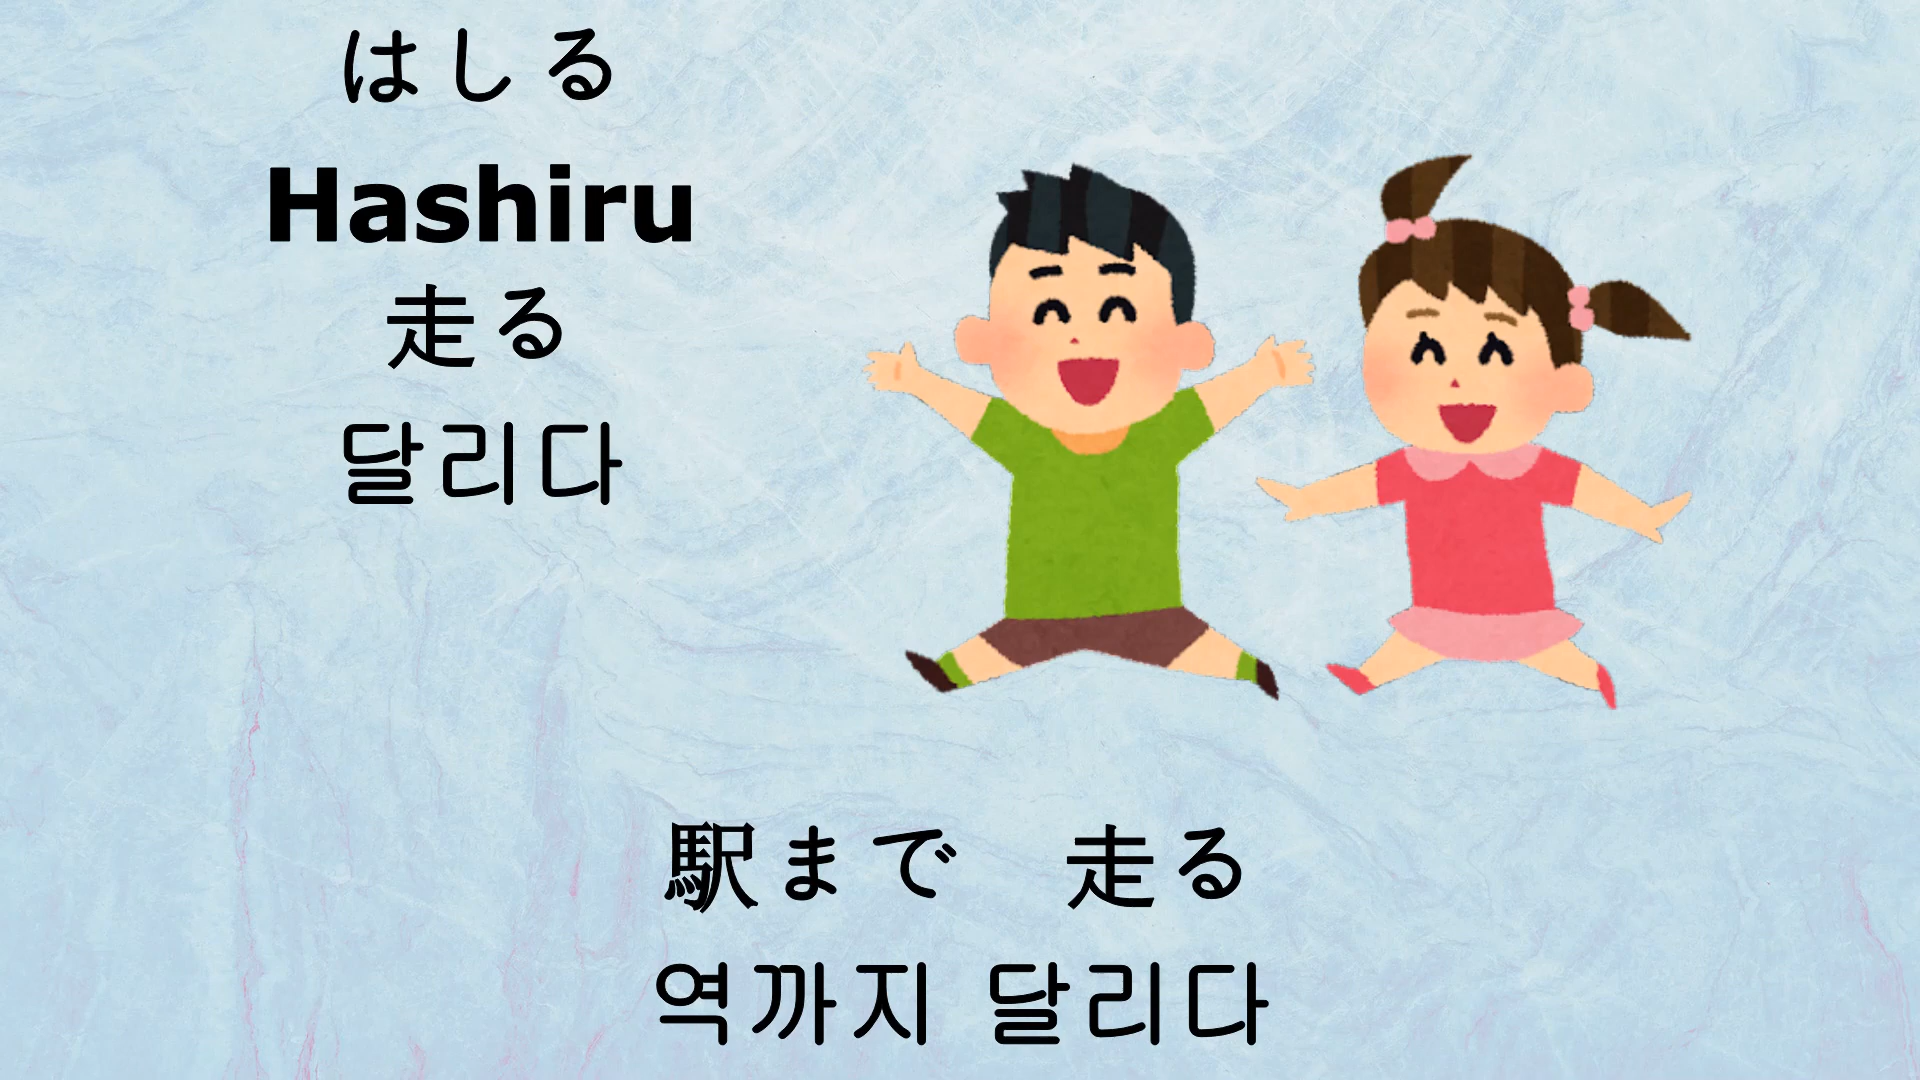 はしる
Hashiru
走る
달리다
駅まで　走る
역까지 달리다